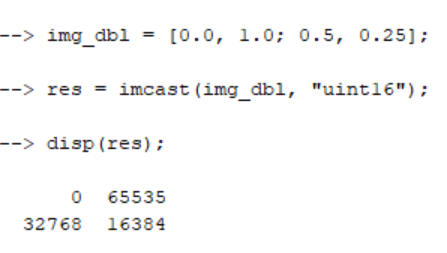 --> img_dbl = [0.0, 1.0; 0.5, 0.25];
--> res = imcast(img_dbl, "uint16");
--> disp(res);
0 65535
32768 16384